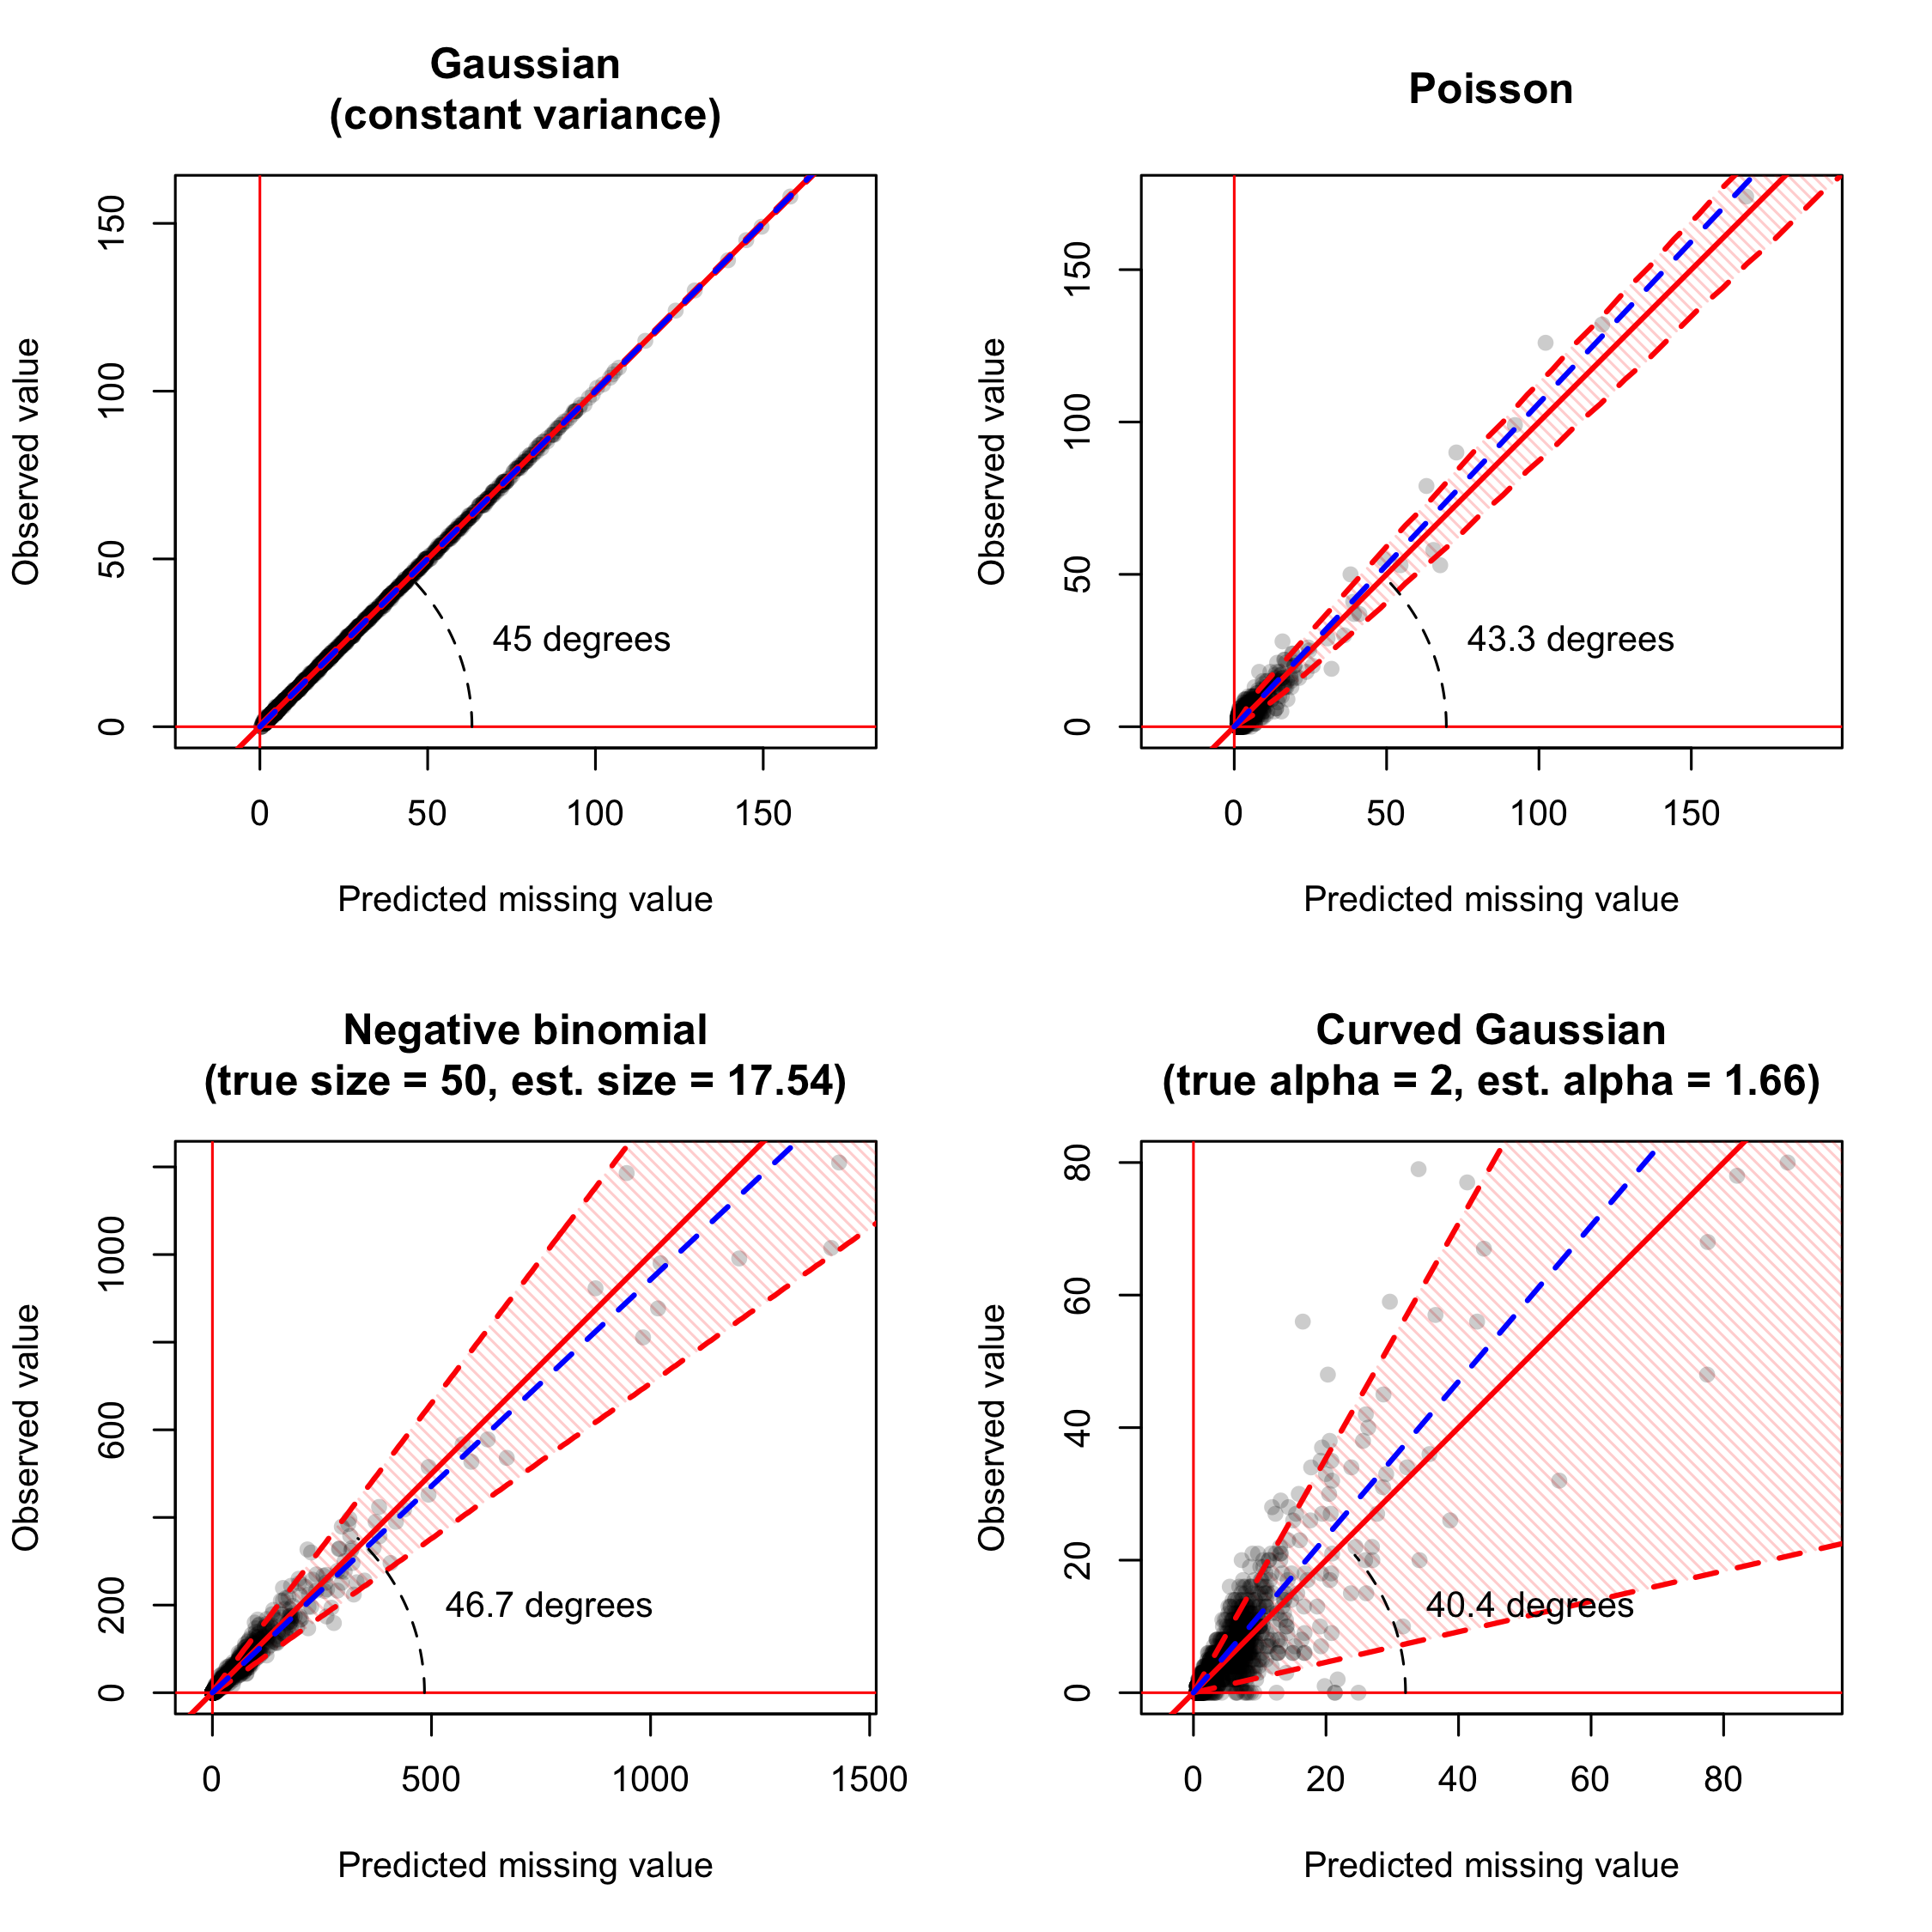 Gaussian
(constant variance)
Observed value
150
100
50
0
45 degrees
0 50 100 150
Predicted missing value
Poisson
Observed value
150
100
50
0
43.3 degrees
0 50 100 150
Predicted missing value
Negative binomial
(true size = 50, est. size = 17.54)
Observed value
1000
600
200
0
46.7 degrees
0 500 1000 1500
Predicted missing value
Curved Gaussian
(true alpha = 2, est. alpha = 1.66)
Observed value
80
60
40
20
0
40.4 degrees
0 20 40 60 80
Predicted missing value